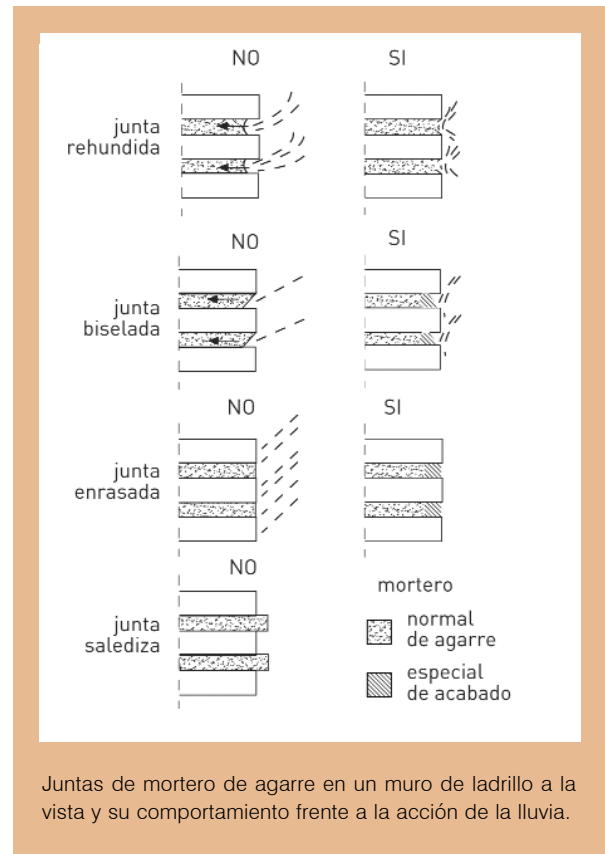 NO
SI
junta
rehundida
NO
SI
junta
biselada
NO
SI
junta
enrasada
NO
junta
salediza
mortero
normal
de agarre
especial
de acabado
Juntas de mortero de agarre en un muro de ladrillo a la
vista y su comportamiento frente a la acción de la lluvia.